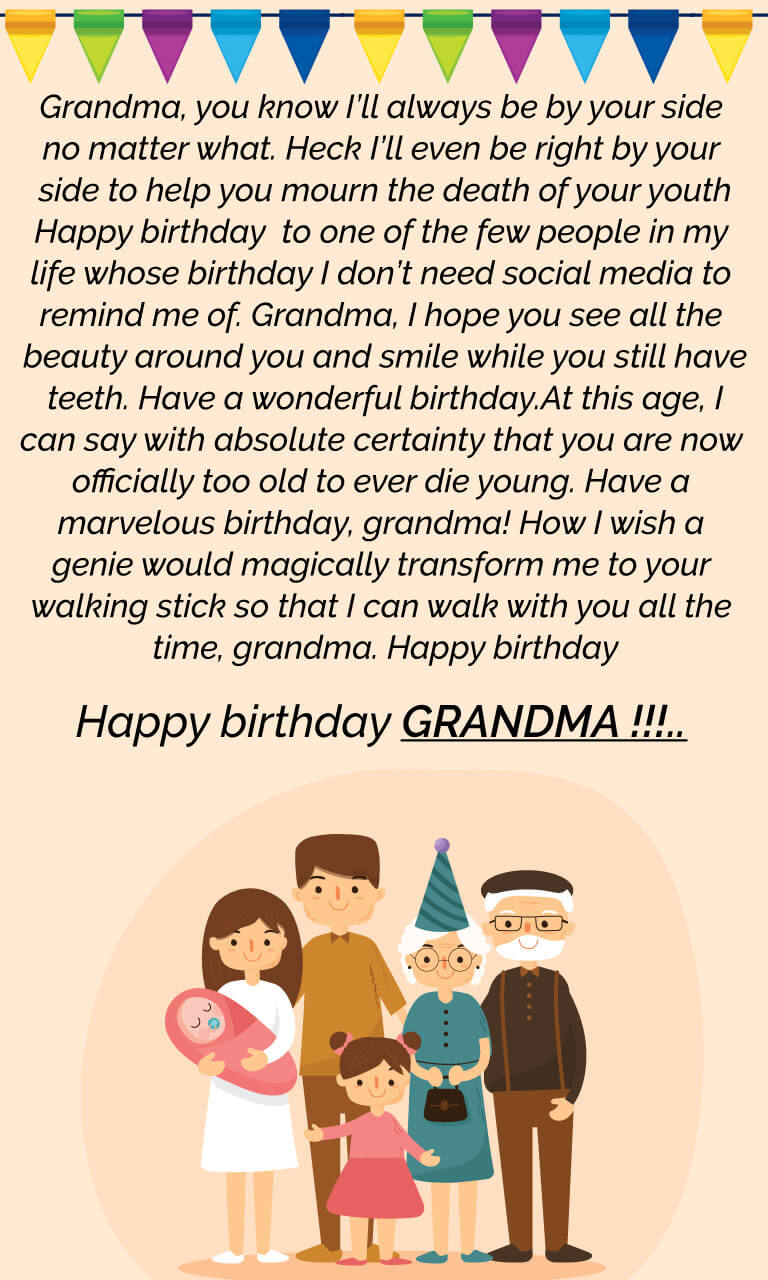 Grandma, you know I’ll always be by your side
no matter what. Heck I’ll even be right by your
side to help you mourn the death of your youth
Happy birthday  to one of the few people in my
life whose birthday I don’t need social media to
remind me of. Grandma, I hope you see all the
beauty around you and smile while you still have
teeth. Have a wonderful birthday.At this age, I
can say with absolute certainty that you are now
officially too old to ever die young. Have a
marvelous birthday, grandma! How I wish a
genie would magically transform me to your
walking stick so that I can walk with you all the
time, grandma. Happy birthday
Happy birthday GRANDMA !!!..